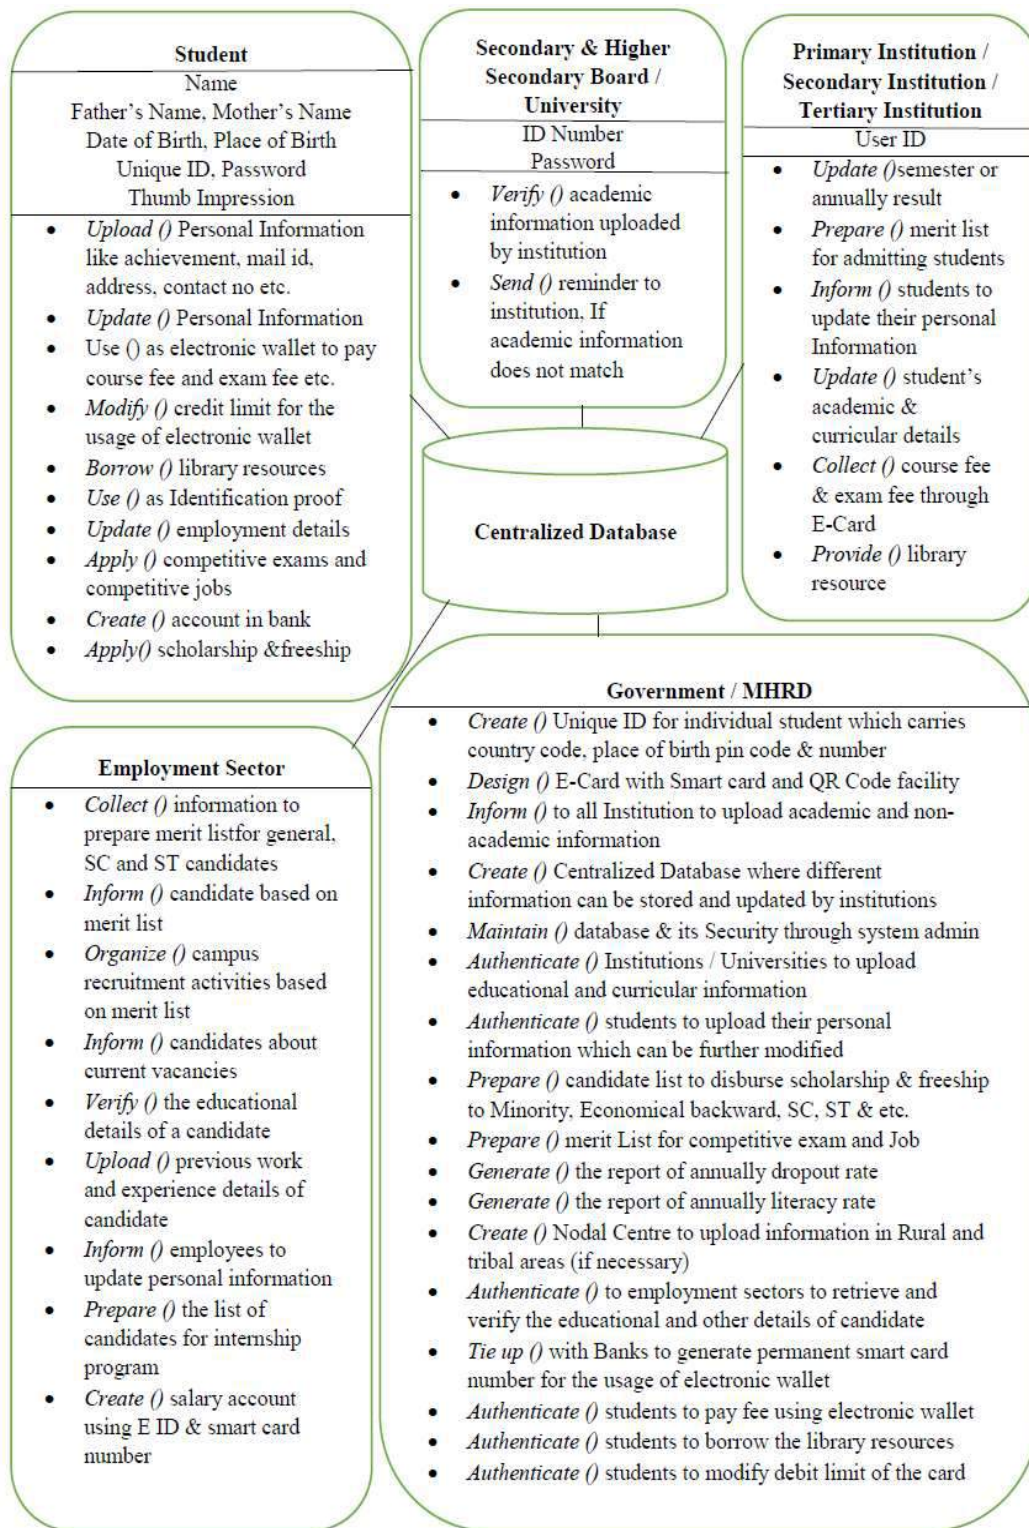 Student
Name
Father's Name, Mother's Name
Date of Birth, Place of Birth
Unique ID, Password
Thumb Impression
• Upload () Personal Information
like achievement, mail id,
address, contact no etc.
• Update () Personal Information
• Use () as electronic wallet to pay
course fee and exam fee etc.
• Modify () credit limit for the
usage of electronic wallet
• Borrow () library resources
• Use () as Identification proof
• Update () employment details
• Apply () competitive exams and
competitive jobs
• Create () account in bank
• Apply() scholarship &freeship
Secondary & Higher
Secondary Board /
University
ID Number
Password
• Verify () academic
information uploaded
by institution
• Send () reminder to
institution, If
academic information
does not match
Primary Institution /
Secondary Institution /
Tertiary Institution
User ID
• Update ()semester or
annually result
• Prepare () merit list
for admitting students
• Inform () students to
update their personal
Information
• Update () student's
academic &
curricular details
• Collect () course fee
& exam fee through
E-Card
• Provide () library
resource
Centralized Database
Employment Sector
• Collect () information to
prepare merit listfor general,
SC and ST candidates
• Inform () candidate based on
merit list
• Organize () campus
recruitment activities based
on merit list
• Inform () candidates about
current vacancies
• Verify () the educational
details of a candidate
• Upload () previous work
and experience details of
candidate
• Inform () employees to
update personal information
• Prepare () the list of
candidates for internship
program
• Create () salary account
using E ID & smart card
number
Government / MHRD
• Create () Unique ID for individual student which carries
country code, place of birth pin code & number
• Design () E-Card with Smart card and QR Code facility
• Inform () to all Institution to upload academic and non-
academic information
• Create () Centralized Database where different
information can be stored and updated by institutions
• Maintain () database & its Security through system admin
• Authenticate () Institutions / Universities to upload
educational and curricular information
• Authenticate () students to upload their personal
information which can be further modified
• Prepare () candidate list to disburse scholarship & freeship
to Minority, Economical backward, SC, ST & etc.
• Prepare () merit List for competitive exam and Job
• Generate () the report of annually dropout rate
• Generate () the report of annually literacy rate
• Create () Nodal Centre to upload information in Rural and
tribal areas (if necessary)
• Authenticate () to employment sectors to retrieve and
verify the educational and other details of candidate
• Tie up () with Banks to generate permanent smart card
number for the usage of electronic wallet
• Authenticate () students to pay fee using electronic wallet
• Authenticate () students to borrow the library resources
• Authenticate () students to modify debit limit of the card